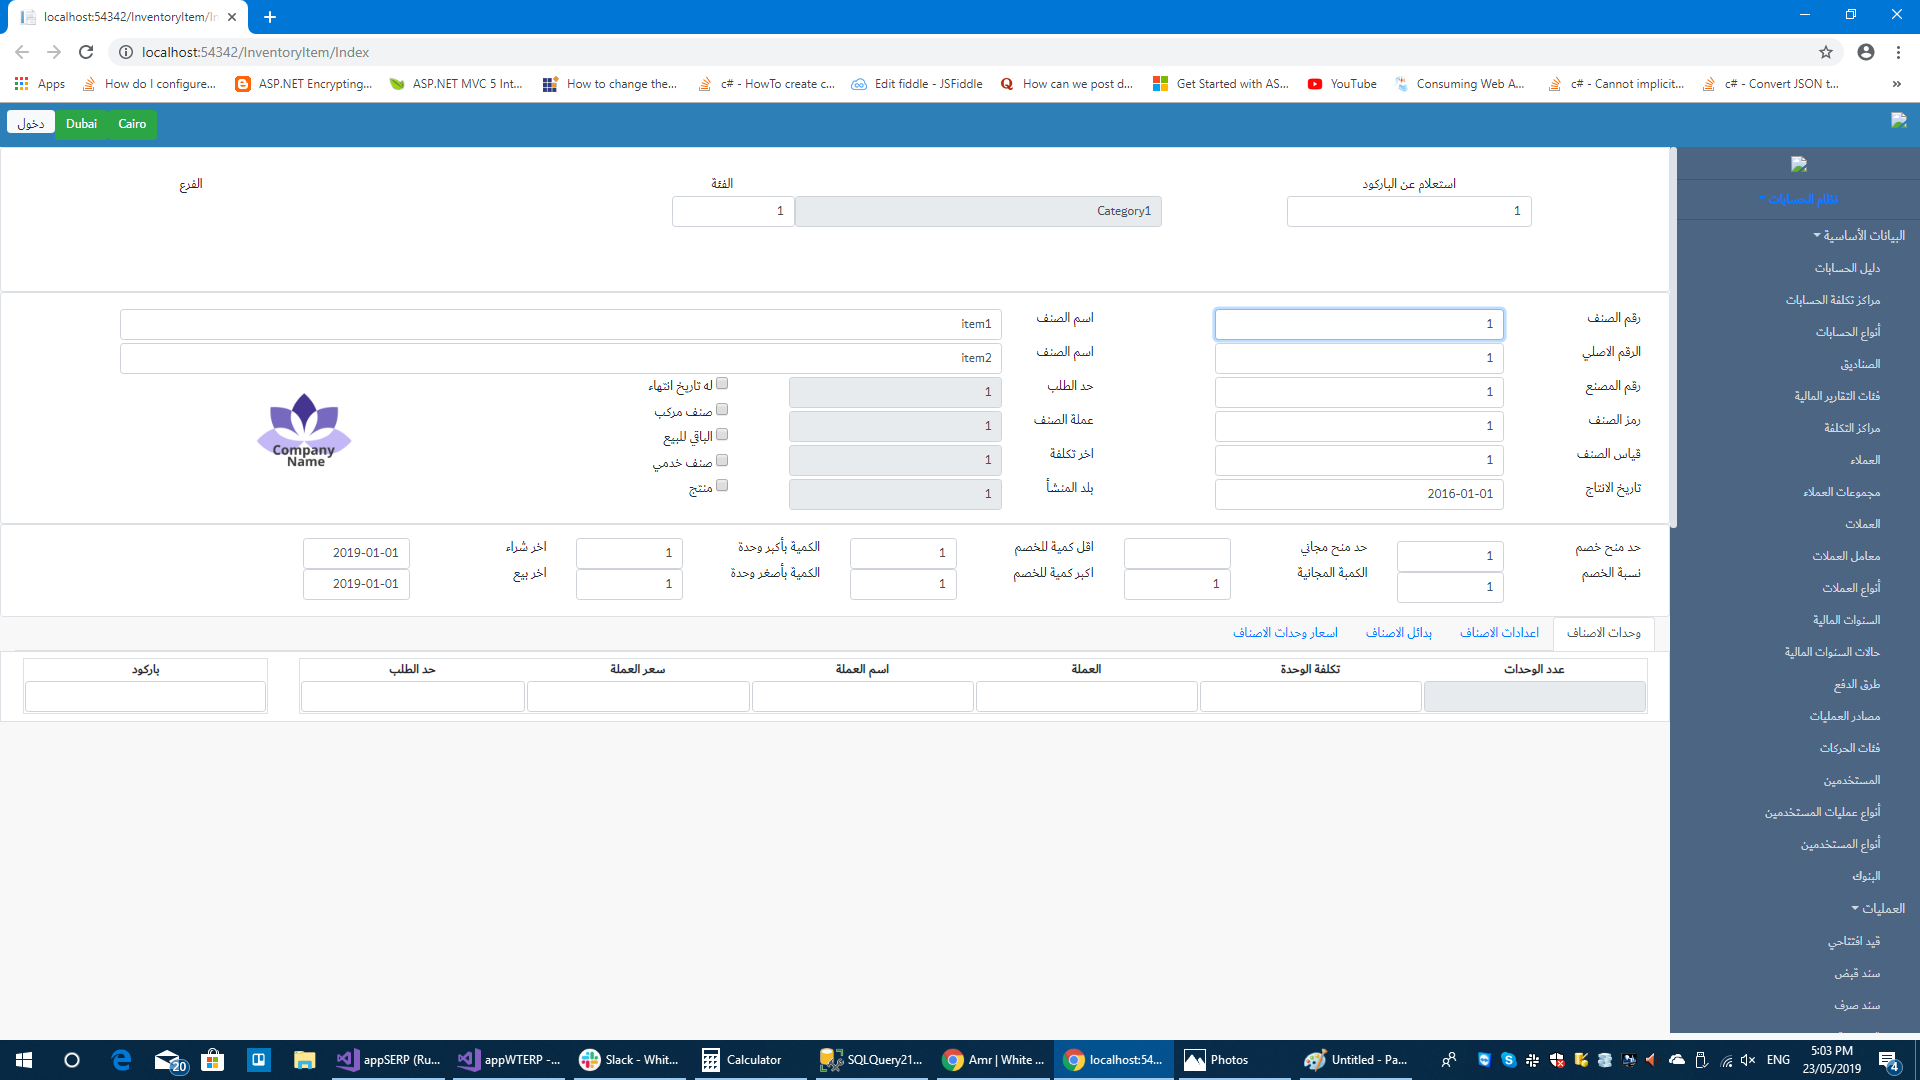 localhost:54342/InventoryItem/In
localhost:54342/InventoryItem/Index
Apps
How do I configure...
ASP.NET Encrypting...
ASP.NET MVC 5 Int...
How to change the...
c# - HowTo create c...
Edit fiddle - JSFiddle
How can we post d...
Get Started with AS...
YouTube
Consuming Web A...
c# - Cannot implicit...
c# - Convert JSON t...
»
دخول
Dubai
Cairo
نظام الحسابات
البيانات الأساسية
دليل الحسابات
مراكز تكلفة الحسابات
أنواع الحسابات
الصناديق
فئات التقارير المالية
مراكز التكلفة
العملاء
مجموعات العملاء
العملات
معامل العملات
أنواع العملات
السنوات المالية
حالات السنوات المالية
طرق الدفع
مصادر العمليات
فئات الحركات
المستخدمين
أنواع عمليات المستخدمين
أنواع المستخدمين
البنوك
العمليات
قيد افتتاحي
سند قبض
سند صرف
استعلام عن الباركود
1
الفئة
1
Category1
الفرع
رقم الصنف 1
اسم الصنف item1
الرقم الاصلي 1
اسم الصنف item2
رقم المصنع 1
حد الطلب 1
له تاريخ انتهاء
رمز الصنف 1
عملة الصنف 1
صنف مركب
الباقي للبيع
قياس الصنف 1
اخر تكلفة 1
صنف خدمي
تاريخ الانتاج 2016-01-01
بلد المنشأ 1
منتج
Company
Name
حد منح خصم 1
حد منح مجاني
اقل كمية للخصم 1
الكمية بأكبر وحدة 1
اخر شراء 2019-01-01
نسبة الخصم 1
الكمية المجانية 1
اكبر كمية للخصم 1
الكمية بأصغر وحدة 1
اخر بيع 2019-01-01
وحدات الاصناف
اعدادات الاصناف
بدائل الاصناف
اسعار وحدات الاصناف
عدد الوحدات
تكلفة الوحدة
العملة
اسم العملة
سعر العملة
حد الطلب
باركود
20
appSERP (Ru...
appWTERP -...
Slack - Whit...
Calculator
SQLQuery21...
Amr | White ...
localhost:54...
Photos
Untitled - Pa...
ENG
5:03 PM
23/05/2019
4